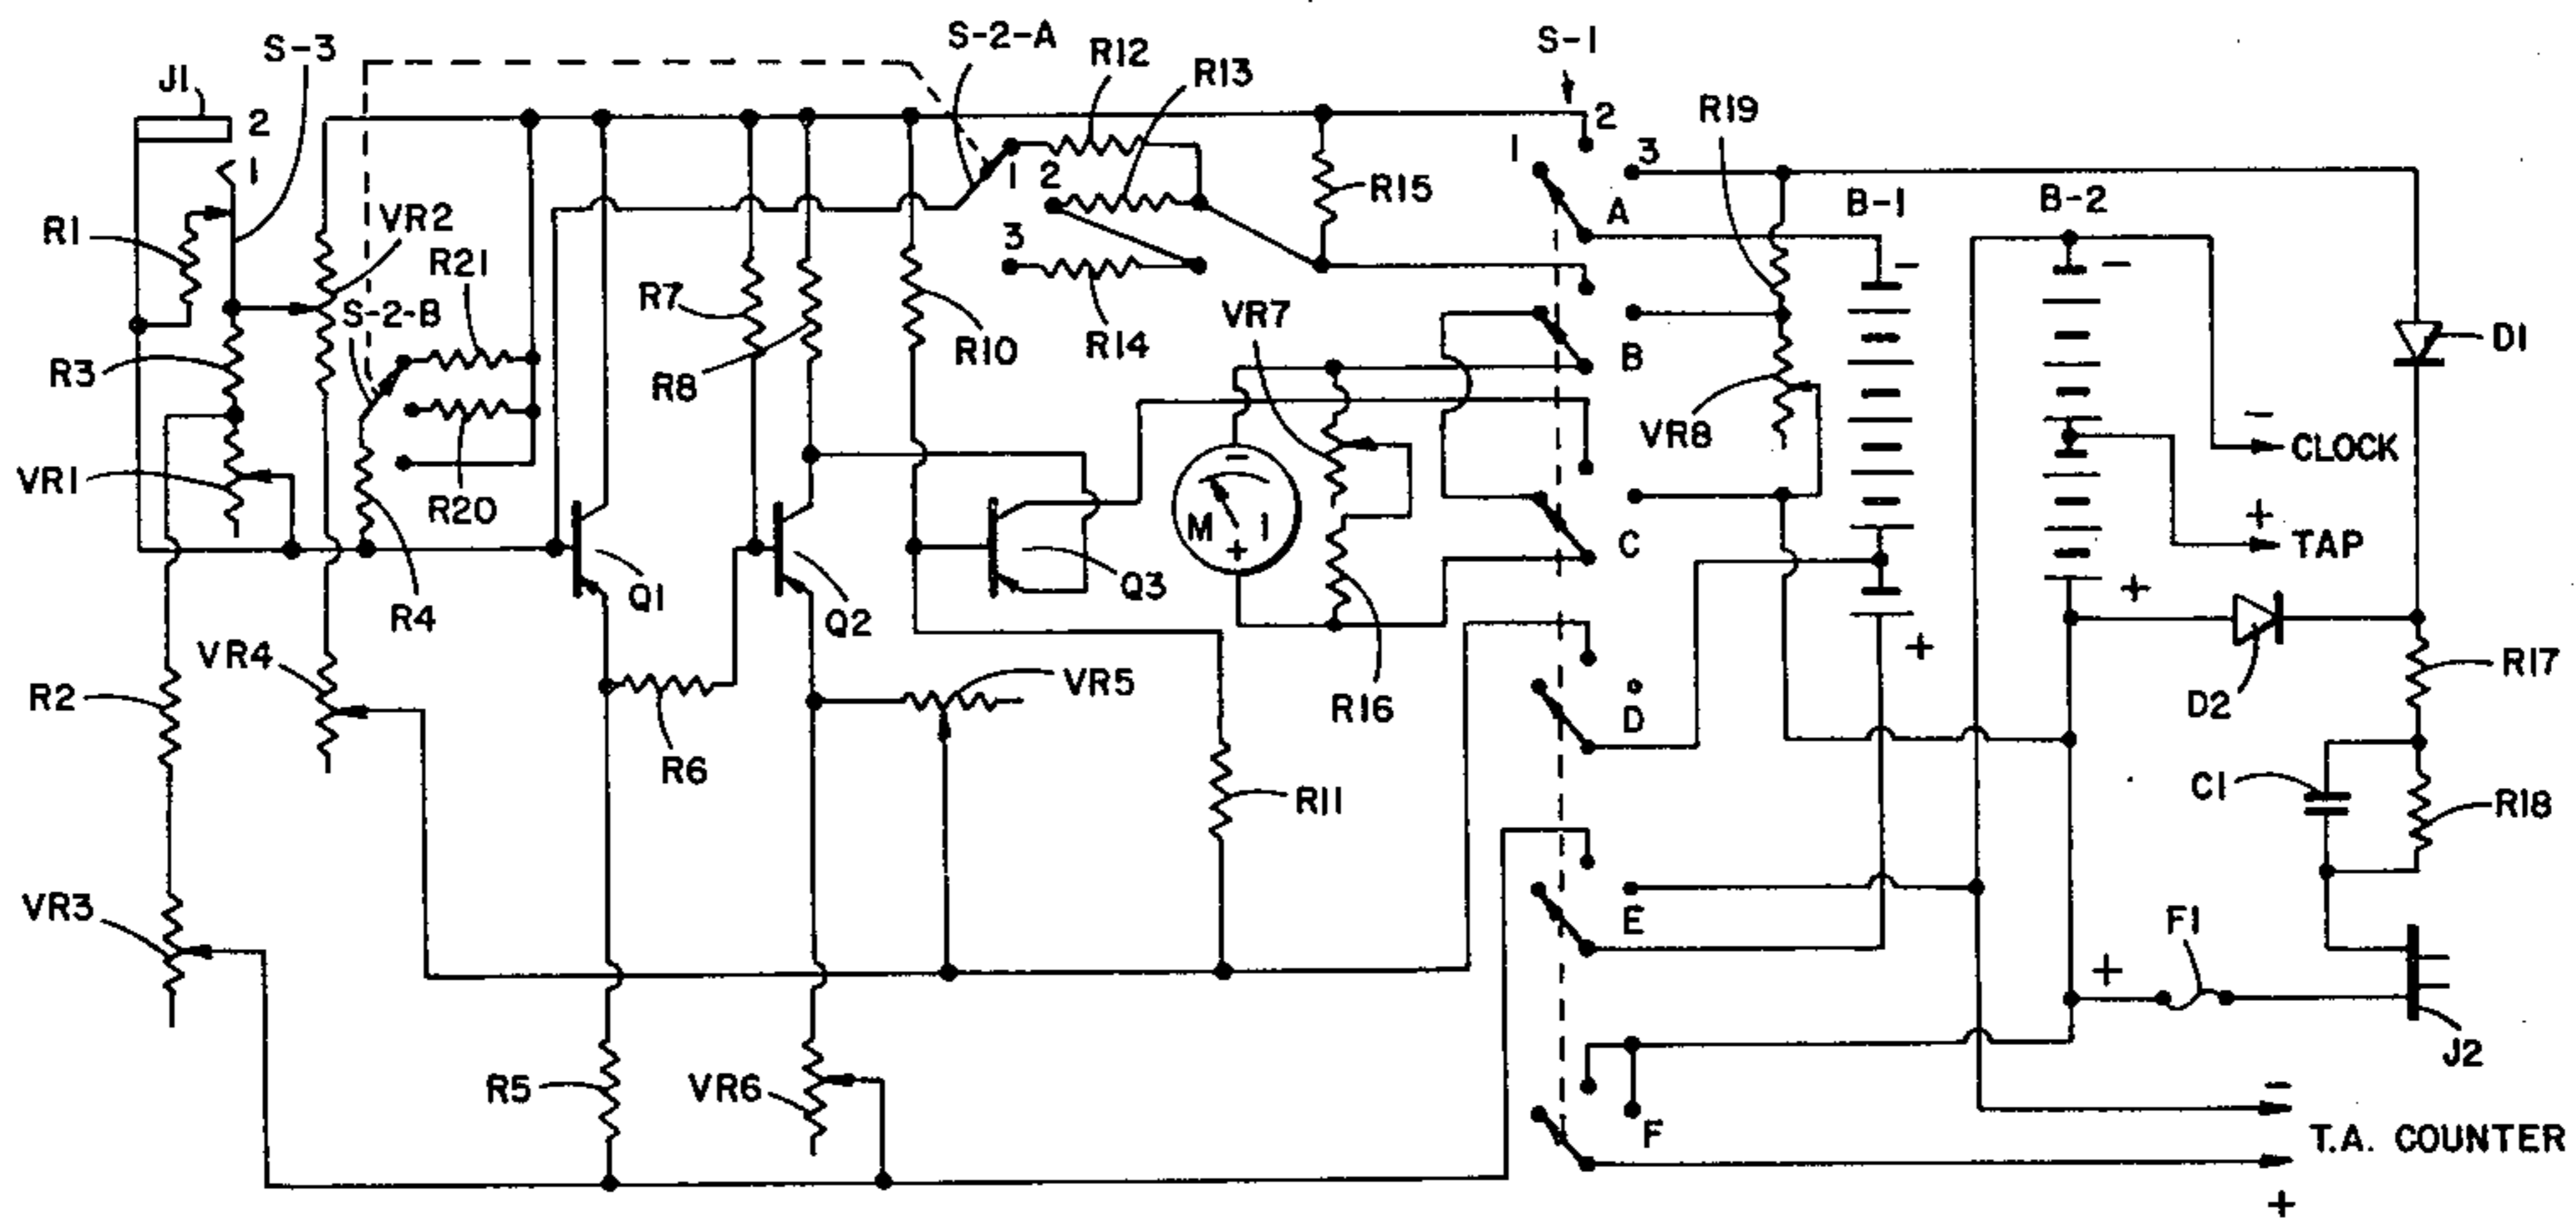 S-3
S-2-A
R12
S-1
J1
R13
2
2
R19
1
1
3
1 2
R15
A
B-1
B-2
R1
VR2
3
−
−
R21
R7
VR7
S-2-B
R10
R14
D1
R3
R8
B
VR8
−
CLOCK
−
VR1
R20
M 1
+
C
+
TAP
Q1
Q3
+
R4
Q2
+
VR4
VR5
R17
R2
R16
D
D2
R6
C1
R11
R18
VR3
E
F1
+
J2
R5
VR6
−
F
T.A. COUNTER
+